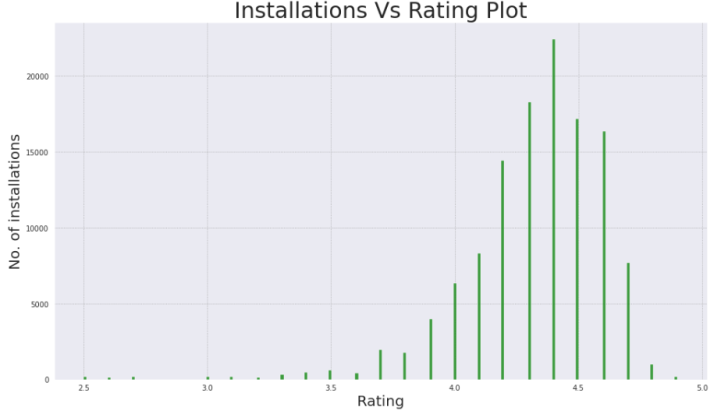 Installations Vs Rating Plot
No. of installations
20000
15000
10000
5000
0
2.5 3.0 3.5 4.0 4.5 5.0
Rating